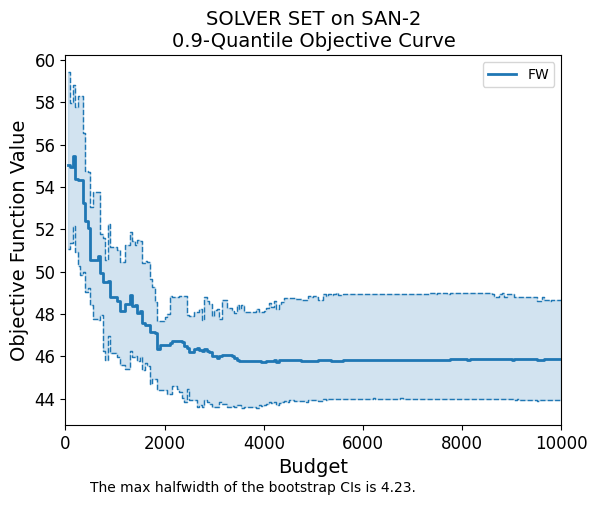 SOLVER SET on SAN-2
0.9-Quantile Objective Curve
FW
Objective Function Value
60
58
56
54
52
50
48
46
44
0 2000 4000 6000 8000 10000
Budget
The max halfwidth of the bootstrap CIs is 4.23.